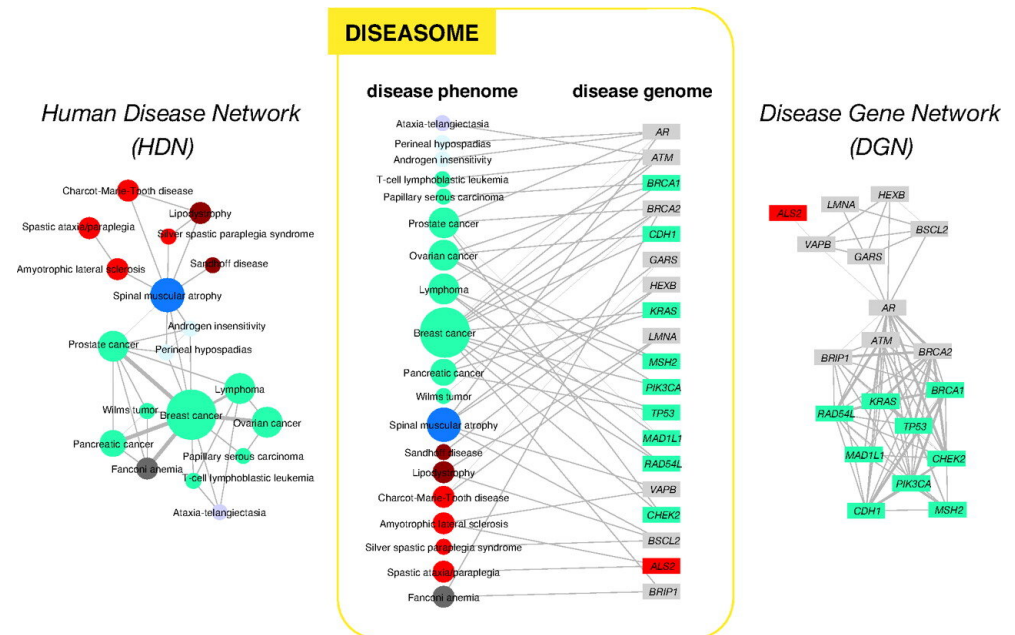 DISEASOME
Human Disease Network
(HDN)
Charcot-Marie-Tooth disease
Lipodystrophy
Spastic ataxia/paraplegia
Silver spastic paraplegia syndrome
Amyotrophic lateral sclerosis
Sandhoff disease
Spinal muscular atrophy
Androgen insensitivity
Prostate cancer
Perineal hypospadias
Lymphoma
Wilms tumor
Breast cancer
Ovarian cancer
Pancreatic cancer
Papillary serous carcinoma
Fanconi anemia
T-cell lymphoblastic leukemia
Ataxia-telangiectasia
disease phenome
Ataxia-telangiectasia
Perineal hypospadias
Androgen insensitivity
T-cell lymphoblastic leukemia
Papillary serous carcinoma
Prostate cancer
Ovarian cancer
Lymphoma
Breast cancer
Pancreatic cancer
Wilms tumor
Spinal muscular atrophy
Sandhoff disease
Lipodystrophy
Charcot-Marie-Tooth disease
Amyotrophic lateral sclerosis
Silver spastic paraplegia syndrome
Spastic ataxia/paraplegia
Fanconi anemia
disease genome
AR
ATM
BRCA1
BRCA2
CDH1
GARS
HEXB
KRAS
LMNA
MSH2
PIK3CA
TP53
MAD1L1
RAD54L
VAPB
CHEK2
BSCL2
ALS2
BRIP1
Disease Gene Network
(DGN)
HEXB
LMNA
ALS2
BSCL2
VAPB
GARS
AR
ATM
BRIP1
BRCA2
BRCA1
KRAS
RAD54L
TP53
MAD1L1
CHEK2
PIK3CA
CDH1
MSH2